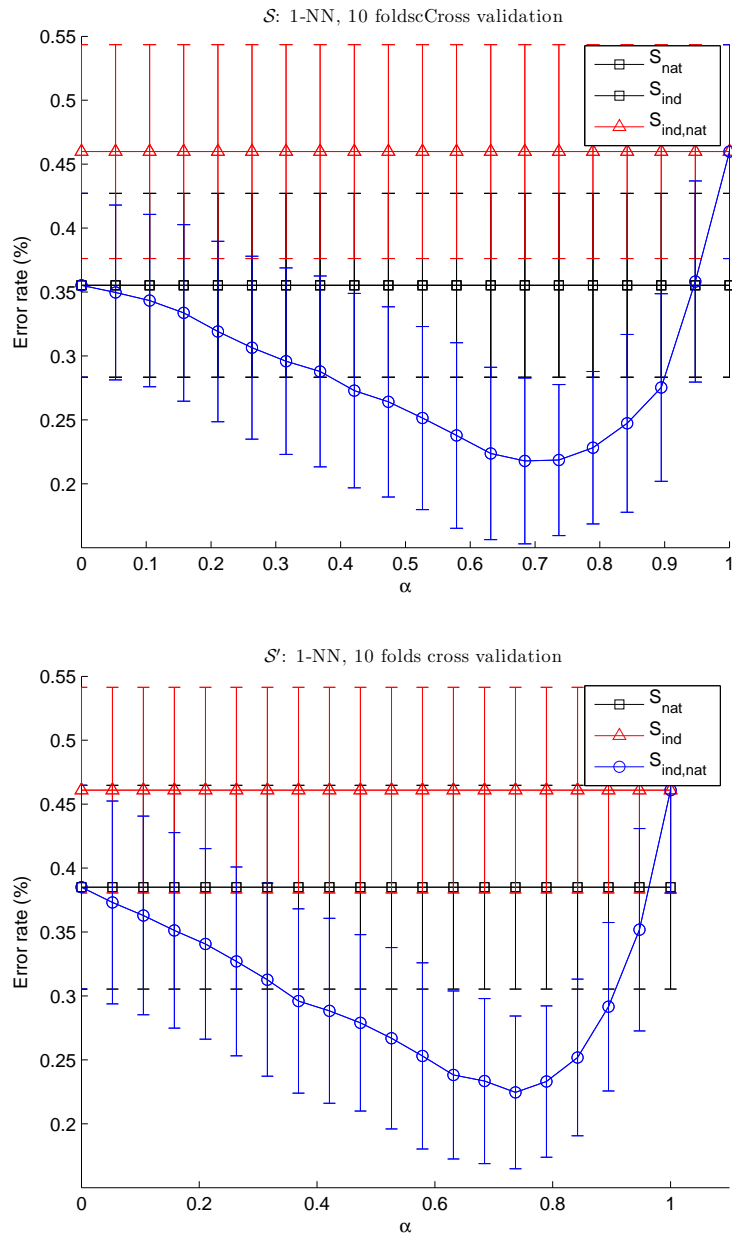 S: 1-NN, 10 foldscCross validation
0.55
0.5
0.45
0.4
0.35
0.3
0.25
0.2
Error rate (%)
S_nat
S_ind
S_ind,nat
0 0.1 0.2 0.3 0.4 0.5 0.6 0.7 0.8 0.9 1
α
S′: 1-NN, 10 folds cross validation
0.55
0.5
0.45
0.4
0.35
0.3
0.25
0.2
Error rate (%)
S_nat
S_ind
S_ind,nat
0 0.2 0.4 0.6 0.8 1
α